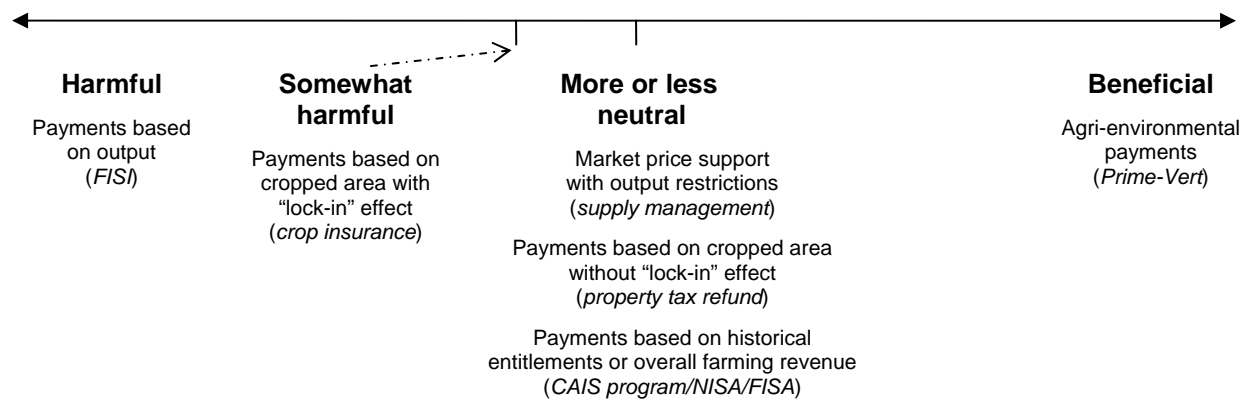 Harmful
Payments based
on output
(FISI)
Somewhat
harmful
Payments based on
cropped area with
“lock-in” effect
(crop insurance)
More or less
neutral
Market price support
with output restrictions
(supply management)
Payments based on cropped area
without “lock-in” effect
(property tax refund)
Payments based on historical
entitlements or overall farming revenue
(CAIS program/NISA/FISA)
Beneficial
Agri-environmental
payments
(Prime-Vert)